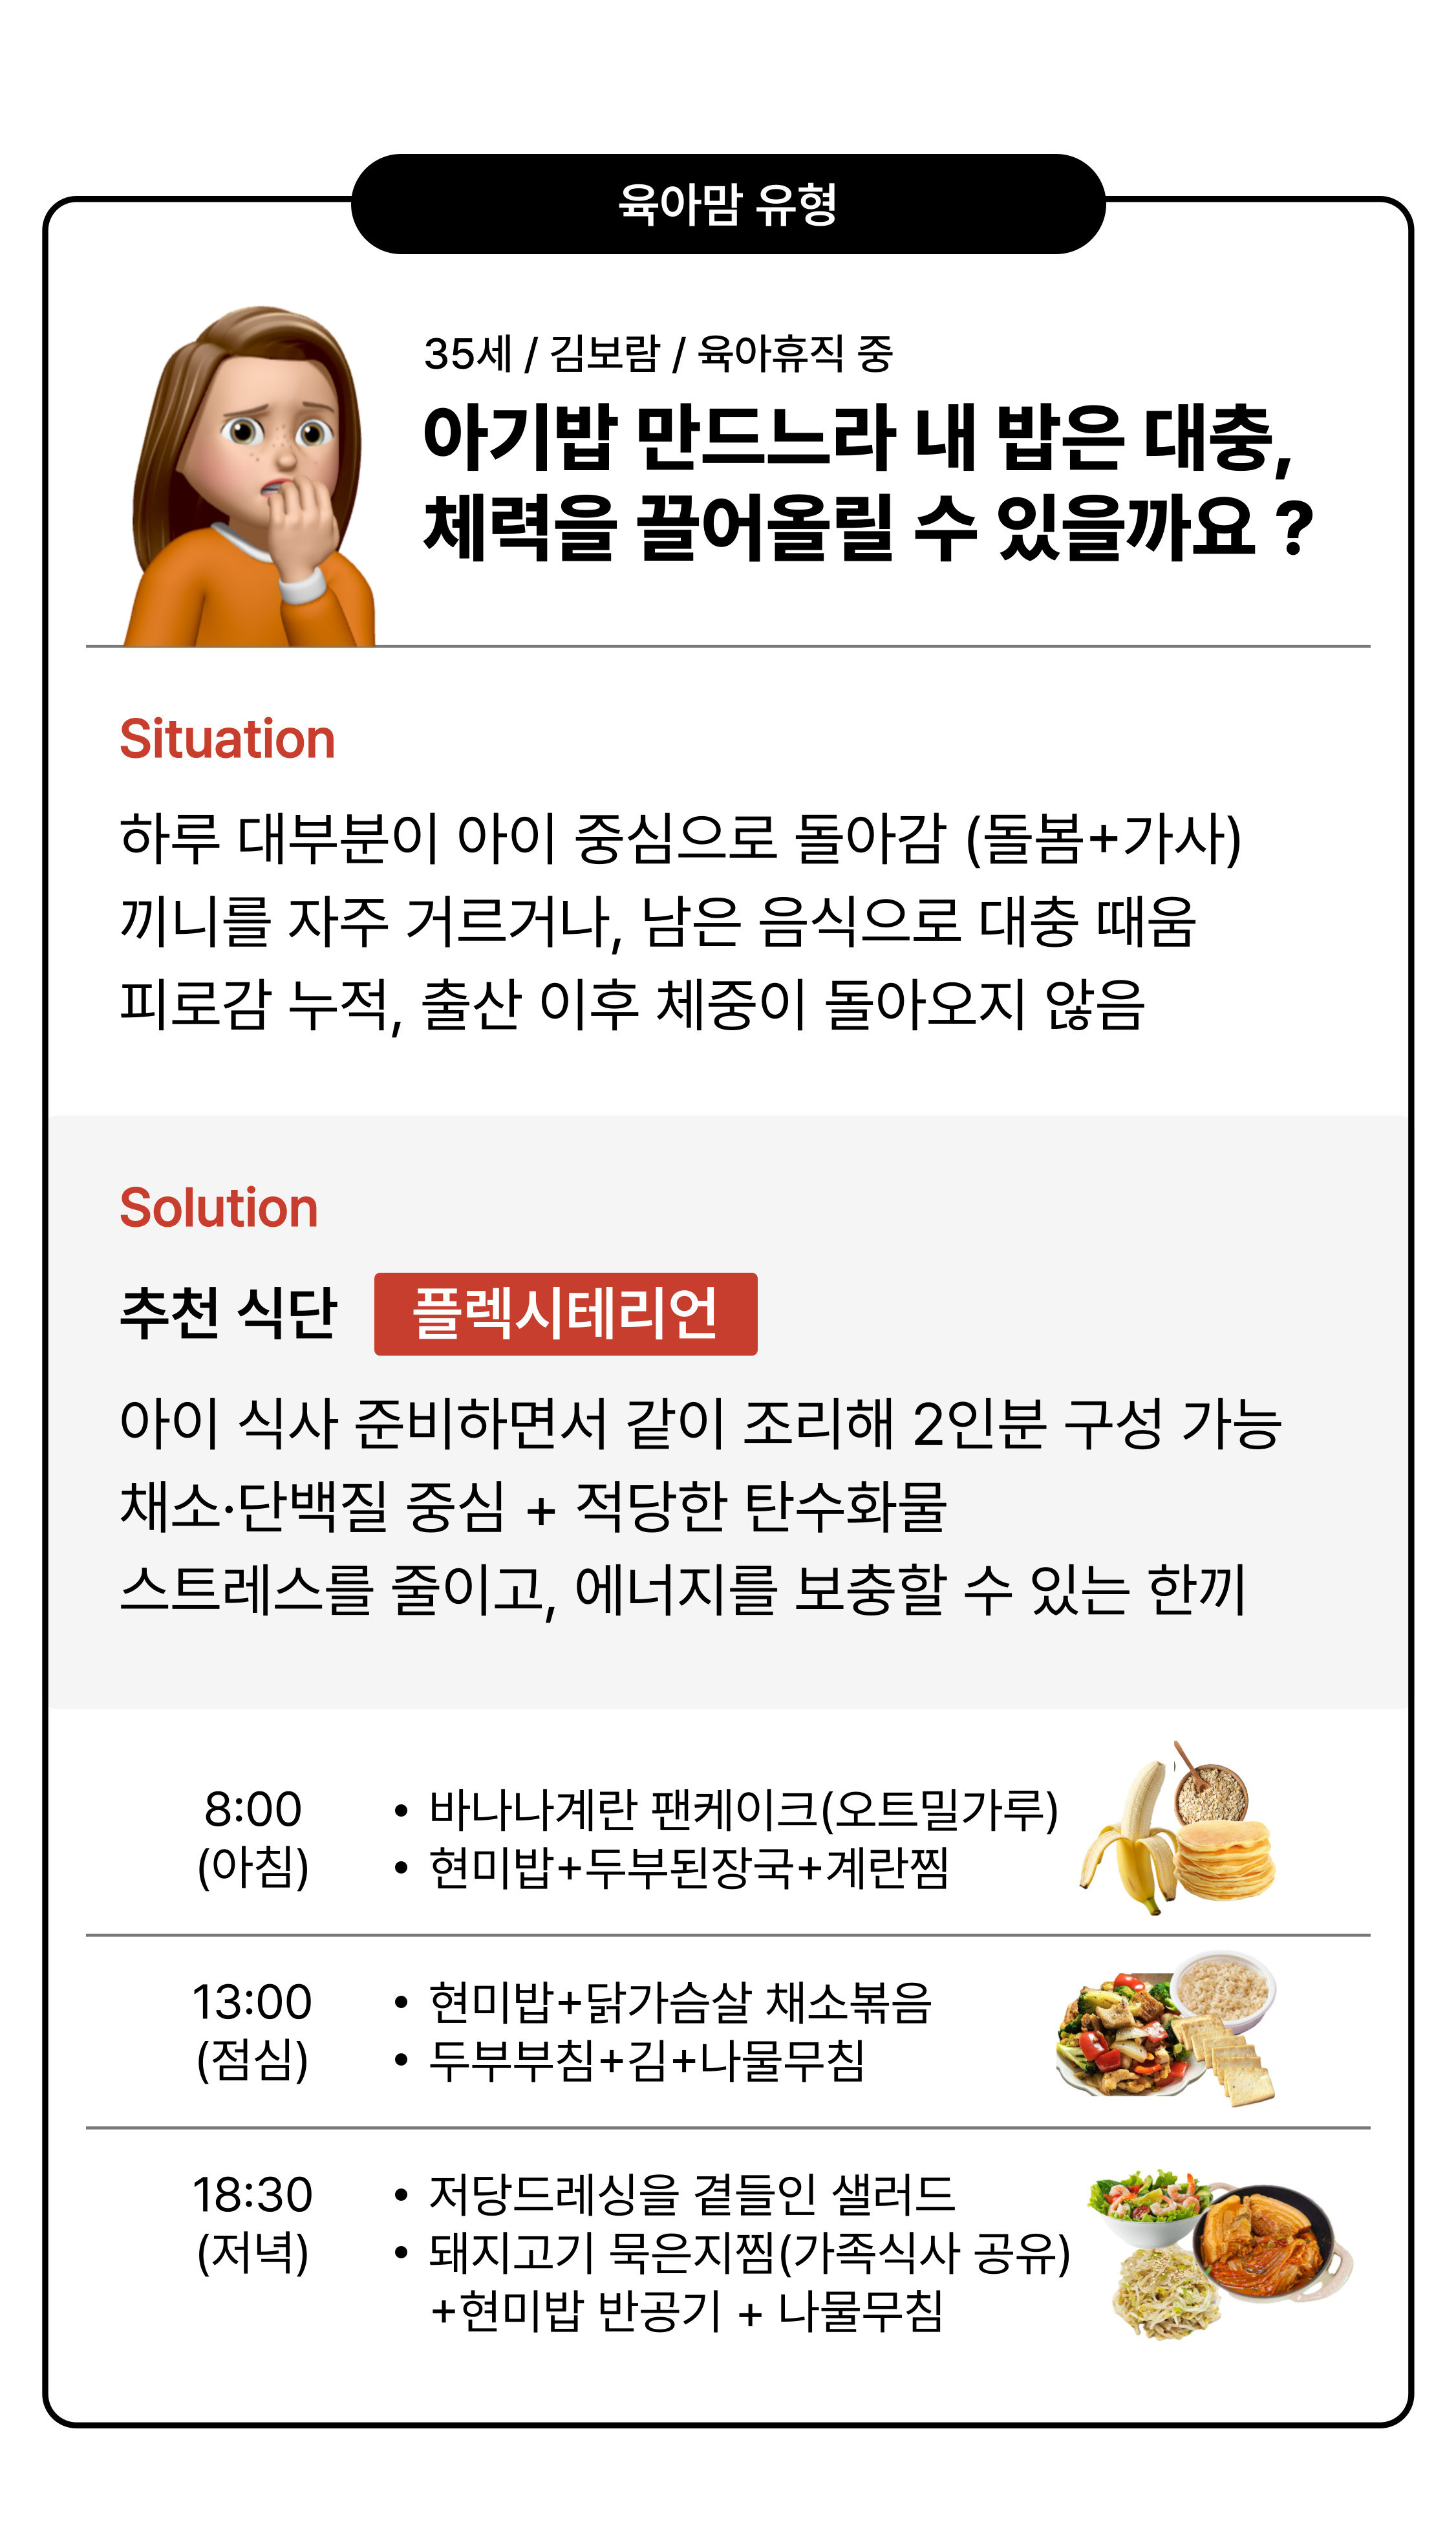 육아맘 유형
35세 / 김보람 / 육아휴직 중
아기밥 만드느라 내 밥은 대충,
체력을 끌어올릴 수 있을까요 ?
Situation
하루 대부분이 아이 중심으로 돌아감 (돌봄+가사)
끼니를 자주 거르거나, 남은 음식으로 대충 때움
피로감 누적, 출산 이후 체중이 돌아오지 않음
Solution
추천 식단 플렉시테리언
아이 식사 준비하면서 같이 조리해 2인분 구성 가능
채소·단백질 중심 + 적당한 탄수화물
스트레스를 줄이고, 에너지를 보충할 수 있는 한끼
8:00
(아침)
• 바나나계란 팬케이크(오트밀가루)
• 현미밥+두부된장국+계란찜
13:00
(점심)
• 현미밥+닭가슴살 채소볶음
• 두부부침+김+나물무침
18:30
(저녁)
• 저당드레싱을 곁들인 샐러드
• 돼지고기 묵은지찜(가족식사 공유)
+현미밥 반공기 + 나물무침